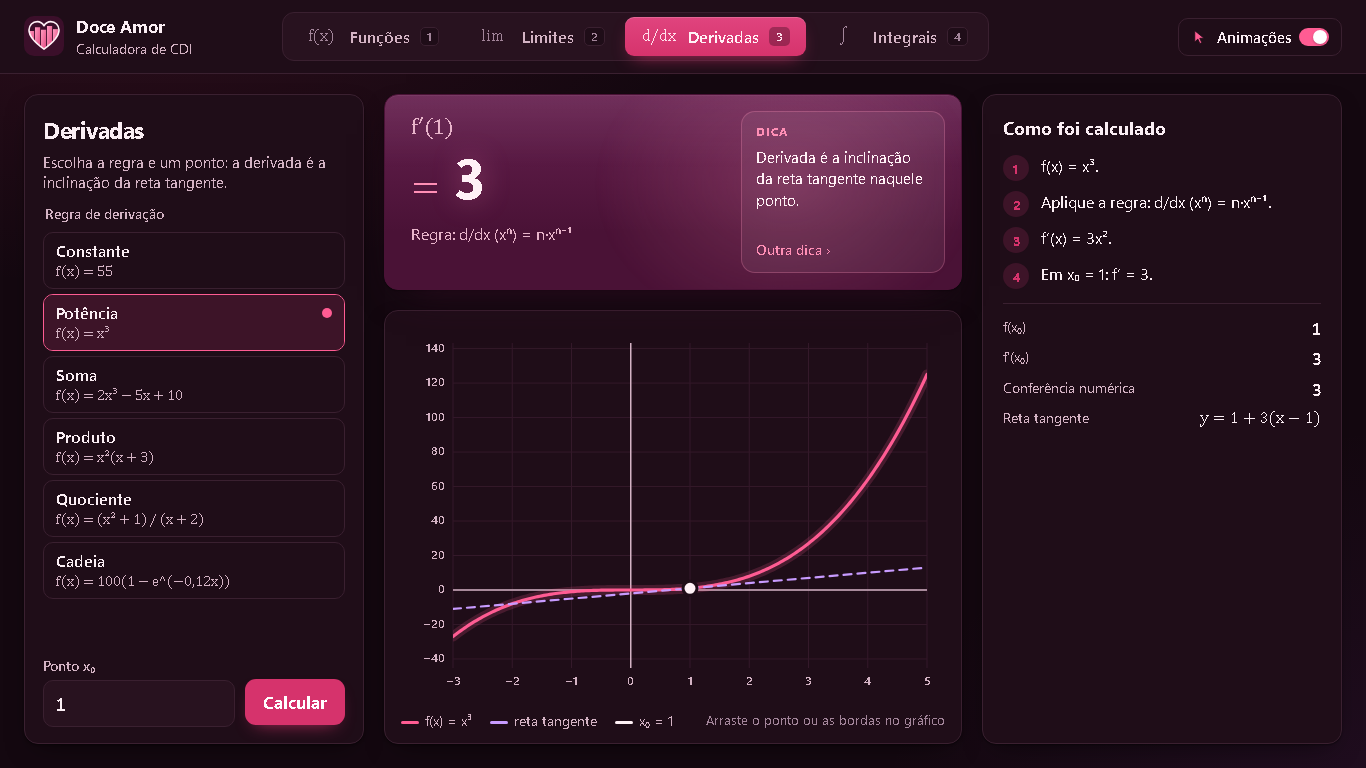 Doce Amor
Calculadora de CDI
f(x) Funções 1
lim Limites 2
d/dx Derivadas 3
∫ Integrais 4
Animações
Derivadas
Escolha a regra e um ponto: a derivada é a
inclinação da reta tangente.
Regra de derivação
Constante
f(x) = 55
Potência
f(x) = x³
Soma
f(x) = 2x³ − 5x + 10
Produto
f(x) = x²(x + 3)
Quociente
f(x) = (x² + 1) / (x + 2)
Cadeia
f(x) = 100(1 − e^(−0,12x))
Ponto x₀
1
Calcular
f′(1)
= 3
Regra: d/dx (xⁿ) = n·xⁿ⁻¹
DICA
Derivada é a inclinação
da reta tangente naquele
ponto.
Outra dica ›
140
120
100
80
60
40
20
0
−20
−40
−3 −2 −1 0 1 2 3 4 5
f(x) = x³
reta tangente
x₀ = 1
Arraste o ponto ou as bordas no gráfico
Como foi calculado
1 f(x) = x³.
2 Aplique a regra: d/dx (xⁿ) = n·xⁿ⁻¹.
3 f′(x) = 3x².
4 Em x₀ = 1: f′ = 3.
f(x₀) 1
f′(x₀) 3
Conferência numérica 3
Reta tangente y = 1 + 3(x − 1)